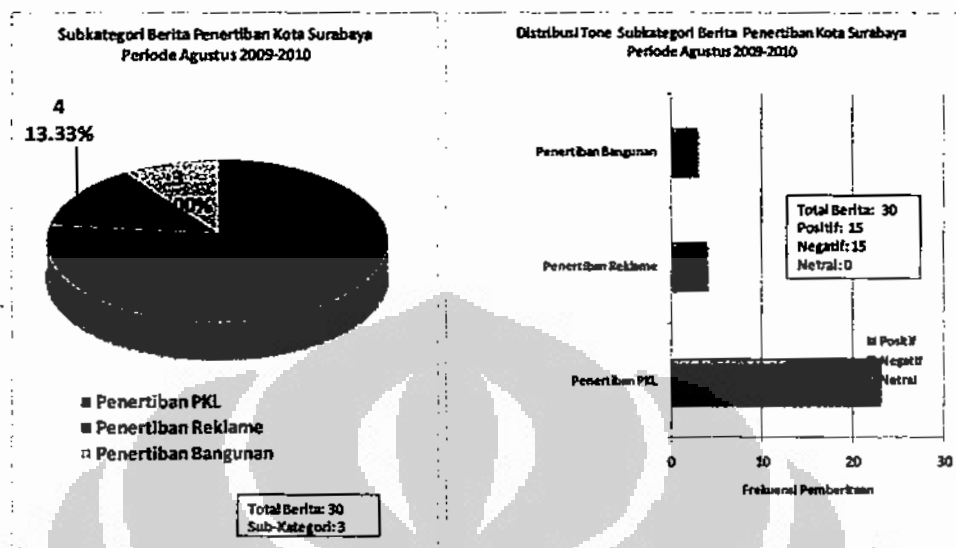 Subkategori Berita Penertiban Kota Surabaya
Periode Agustus 2009-2010
4
13.33%
3
00%
Penertiban PKL
Penertiban Reklame
Penertiban Bangunan
Total Berita: 30
Sub-Kategori: 3
Distribusi Tone Subkategori Berita Penertiban Kota Surabaya
Periode Agustus 2009-2010
Penertiban Bangunan
Penertiban Reklame
Penertiban PKL
Total Berita: 30
Positif: 15
Negatif: 15
Netral: 0
Positif
Negatif
Netral
0 10 20 30
Frekuensi Pemberitaan